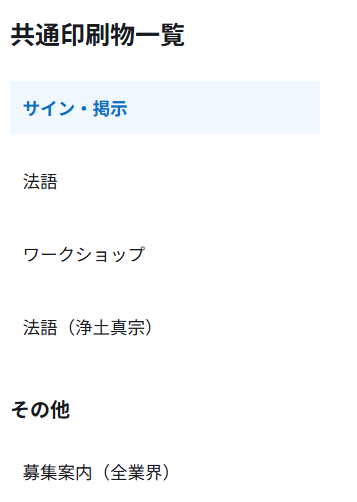 共通印刷物一覧
サイン・掲示
法語
ワークショップ
法語（浄土真宗）
その他
募集案内（全業界）